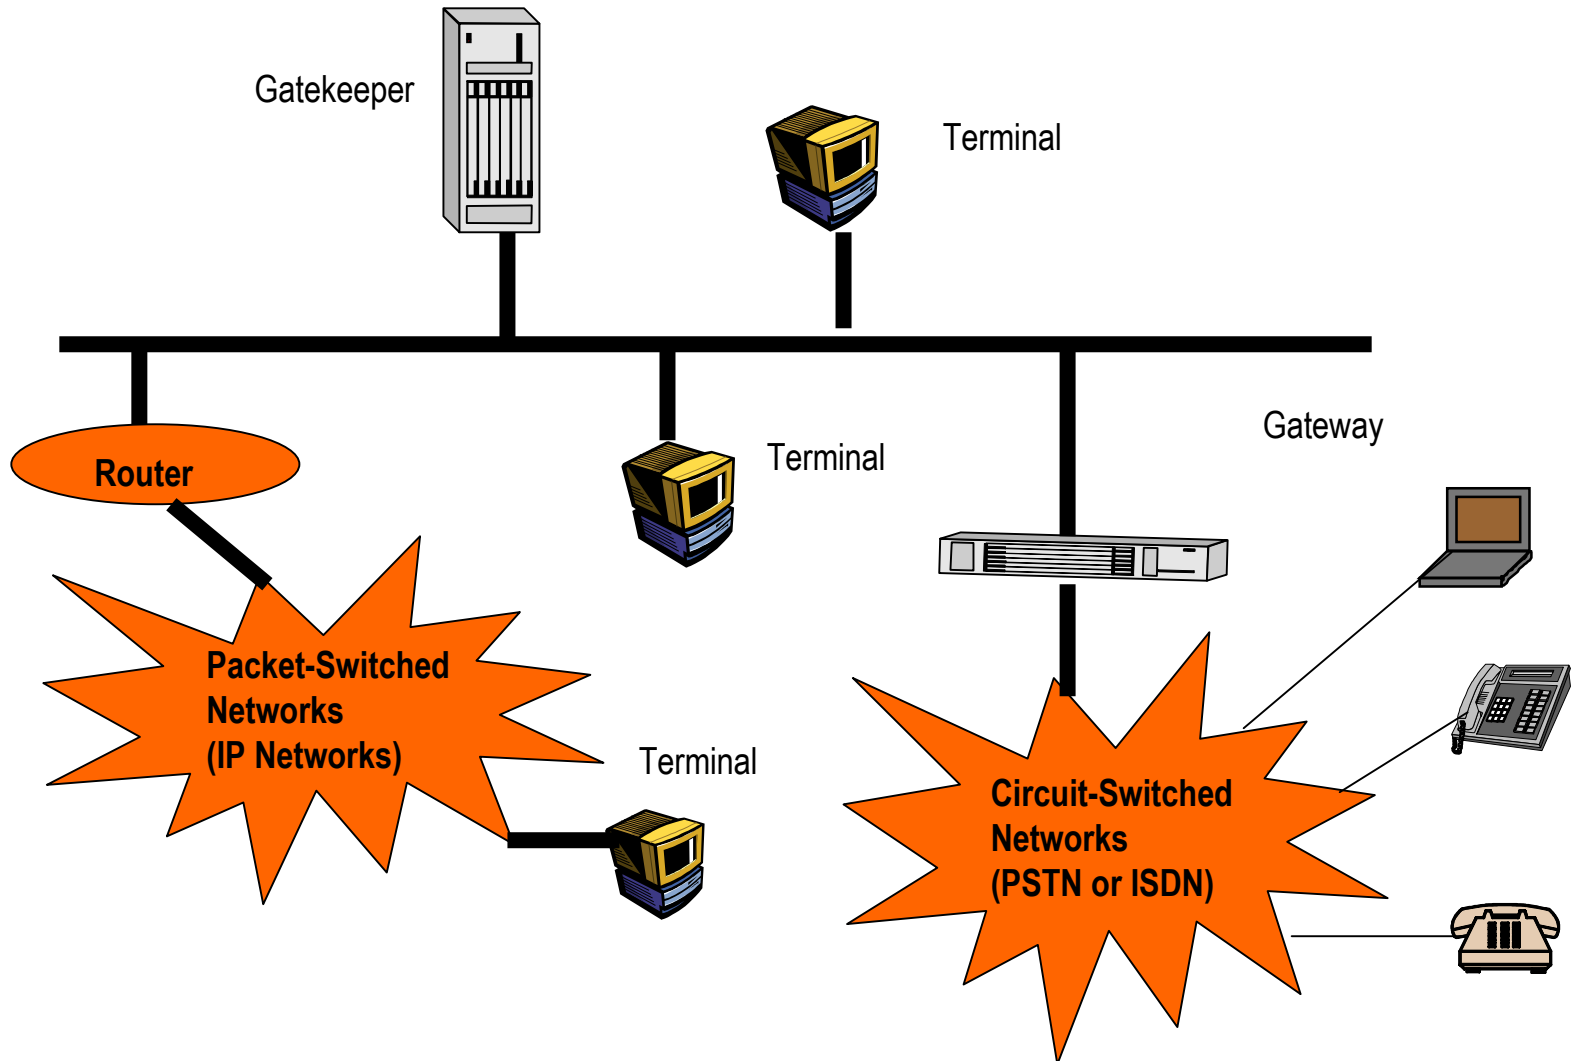 Gatekeeper
Terminal
Gateway
Terminal
Router
Packet-Switched
Networks
(IP Networks)
Terminal
Circuit-Switched
Networks
(PSTN or ISDN)